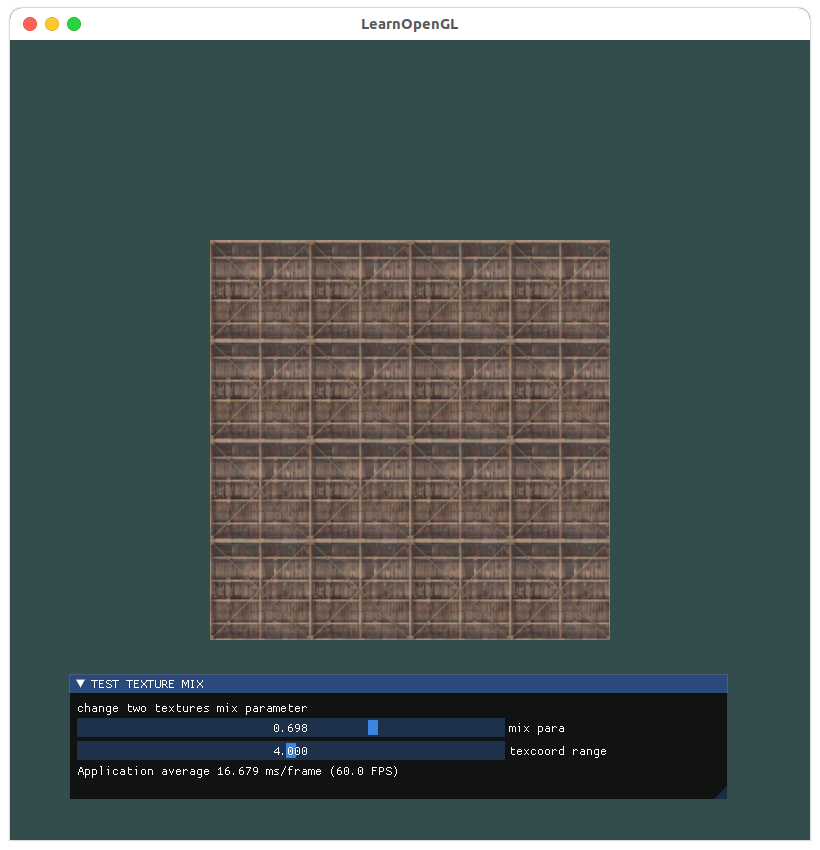 LearnOpenGL
TEST TEXTURE MIX
change two textures mix parameter
0.698 mix para
4.000 texcoord range
Application average 16.679 ms/frame (60.0 FPS)